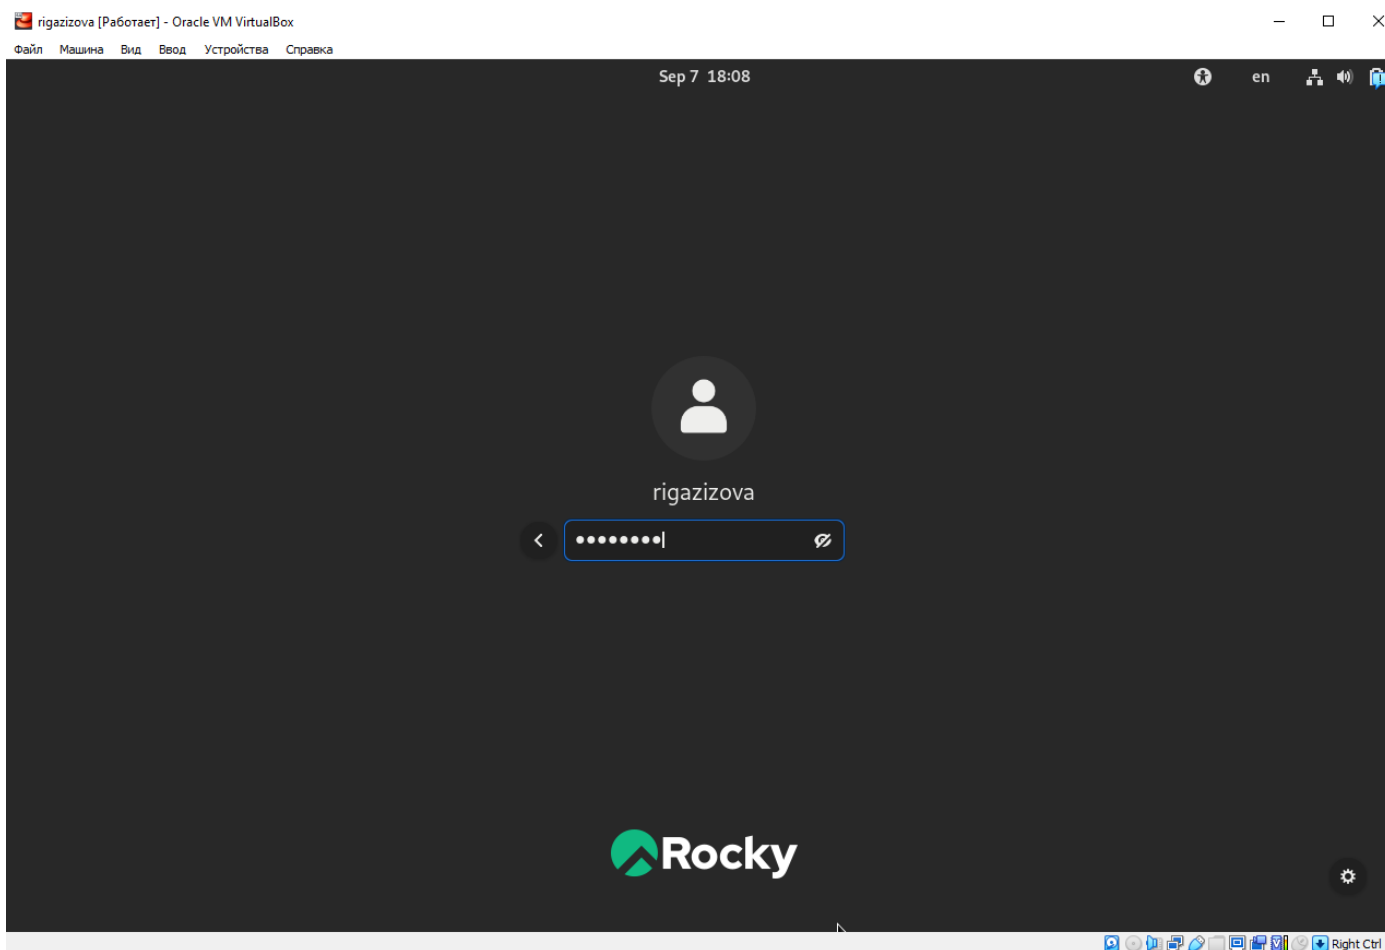 rigazizova [Работает] - Oracle VM VirtualBox
Файл Машина Вид Ввод Устройства Справка
Sep 7 18:08
en
rigazizova
Rocky
Right Ctrl